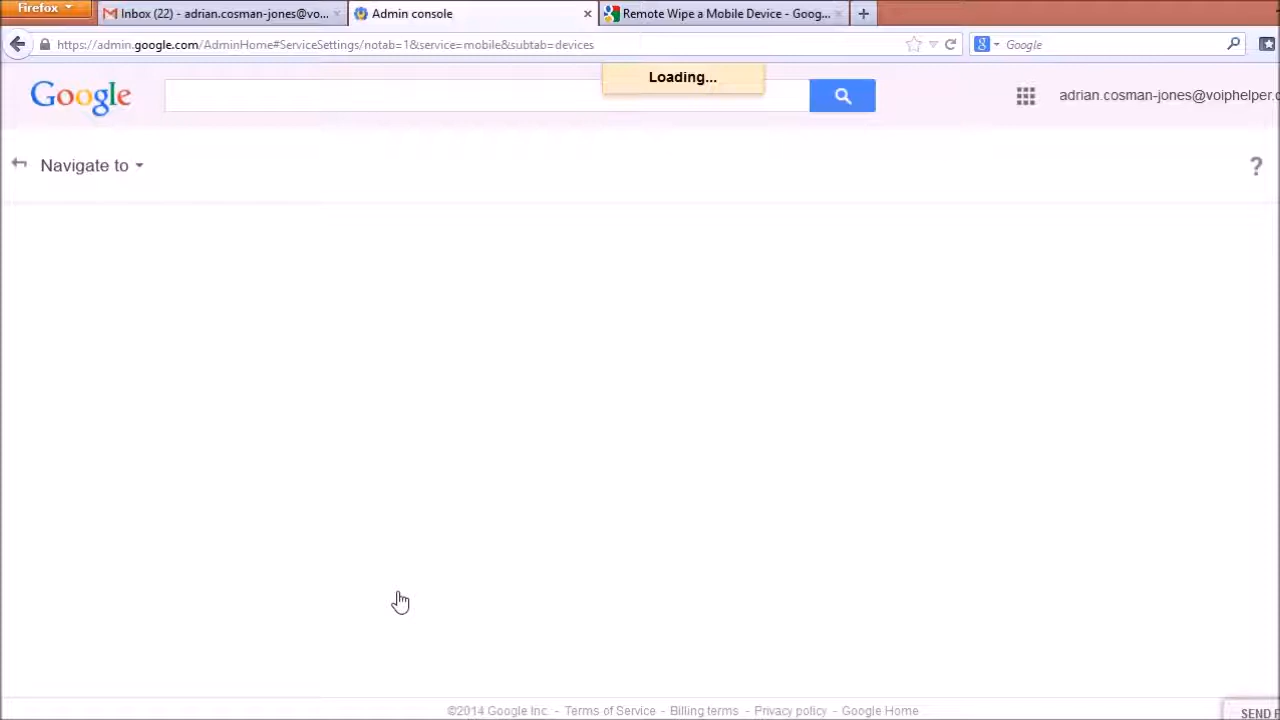 Firefox
Inbox (22) - adrian.cosman-jones@vo...
Admin console
Remote Wipe a Mobile Device - Goog...
https://admin.google.com/AdminHome#ServiceSettings/notab=1&service=mobile&subtab=devices
Google
Loading...
Google
adrian.cosman-jones@voiphelper.c
Navigate to
?
©2014 Google Inc. - Terms of Service - Billing terms - Privacy policy - Google Home
SEND F